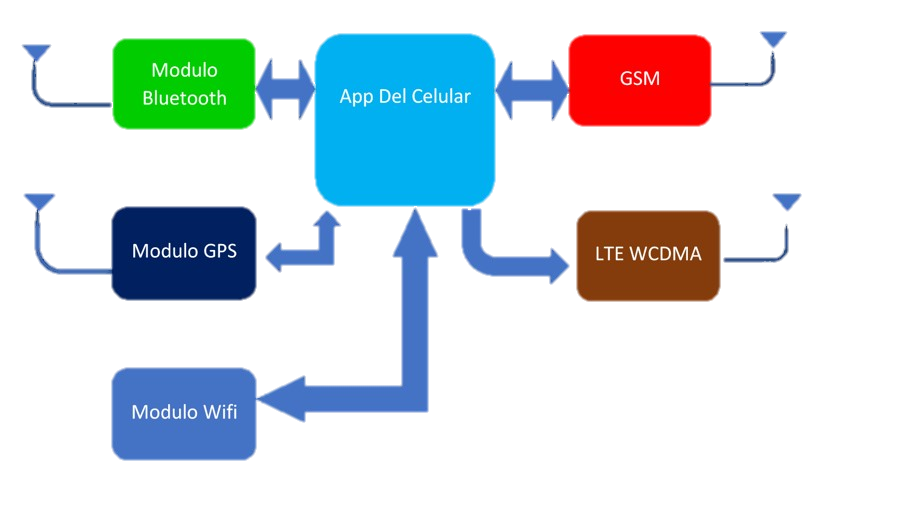 Modulo
Bluetooth
App Del Celular
GSM
Modulo GPS
LTE WCDMA
Modulo Wifi